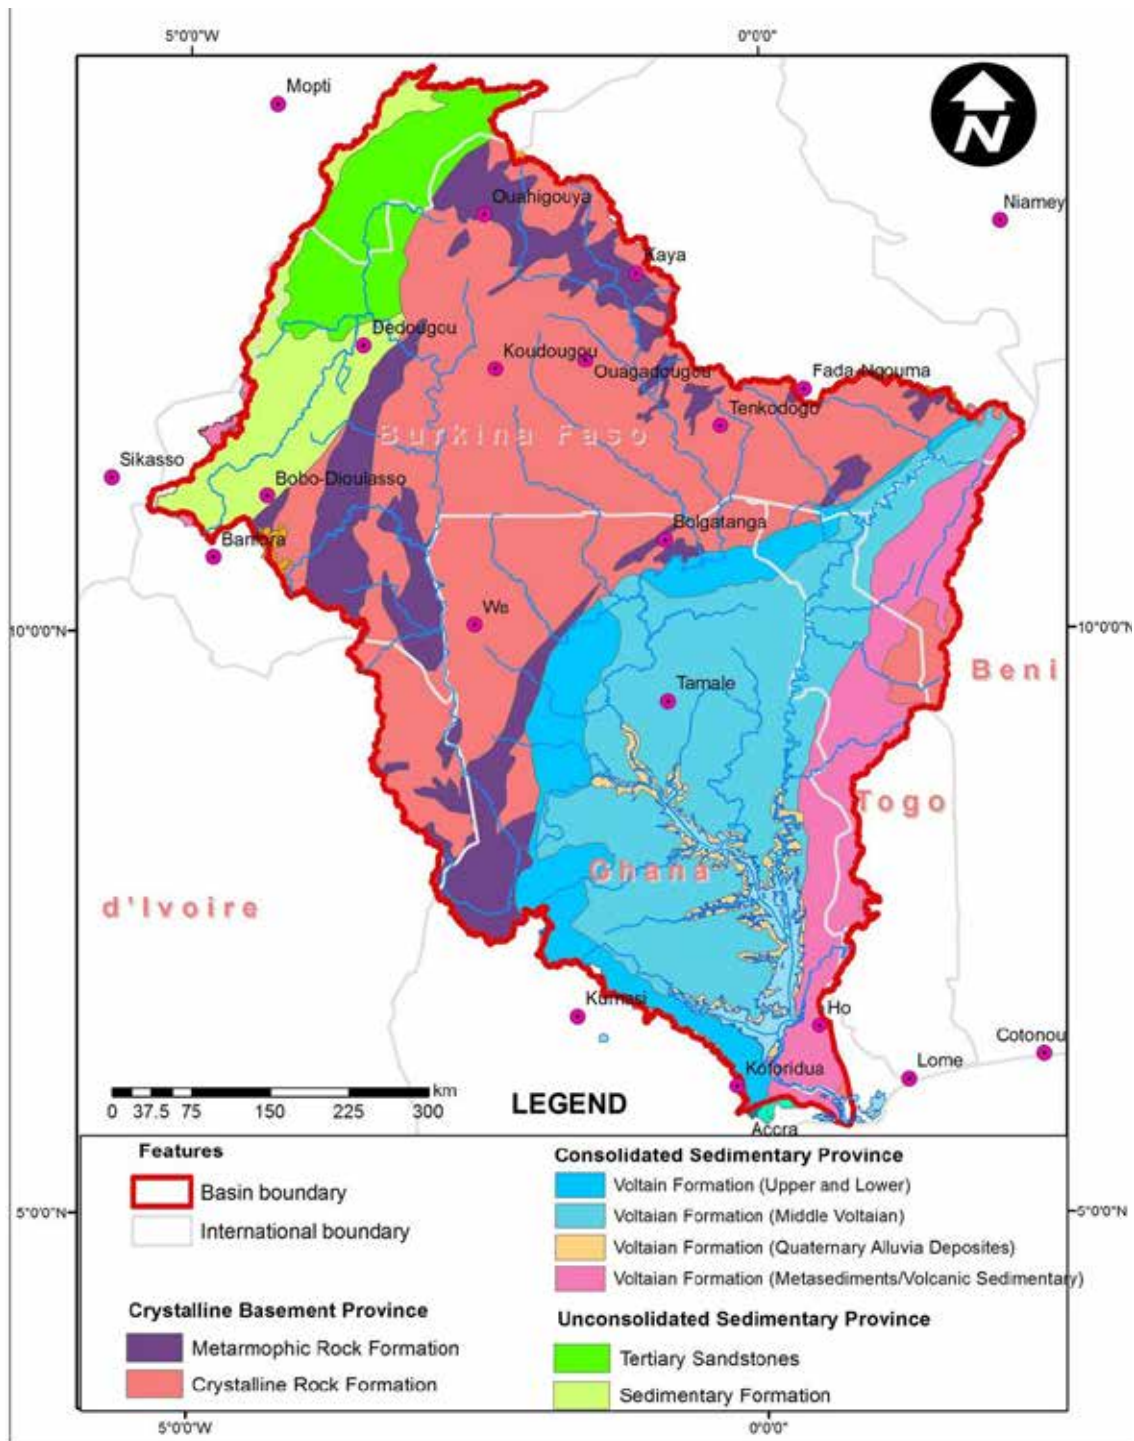 5°0'0"W 0°0'0"
Mopti
N
Niamey
Ouahigouya
Kaya
Dedougou
Koudougou
Ouagadougou
Fada-Ngouma
Tenkodogo
Burkina Faso
Sikasso
Bobo-Dioulasso
Bolgatanga
Banfora
Wa
10°0'0"N 10°0'0"N
Beni
Tamale
Togo
Ghana
d'Ivoire
Kumasi
Ho
Cotonou
Lome
Koforidua
km
0 37.5 75 150 225 300
LEGEND
Accra
Features
Basin boundary
International boundary
Crystalline Basement Province
Metarmophic Rock Formation
Crystalline Rock Formation
Consolidated Sedimentary Province
Voltain Formation (Upper and Lower)
Voltaian Formation (Middle Voltaian)
Voltaian Formation (Quaternary Alluvia Deposites)
Voltaian Formation (Metasediments/Volcanic Sedimentary)
Unconsolidated Sedimentary Province
Tertiary Sandstones
Sedimentary Formation
5°0'0"N 5°0'0"N
5°0'0"W 0°0'0"